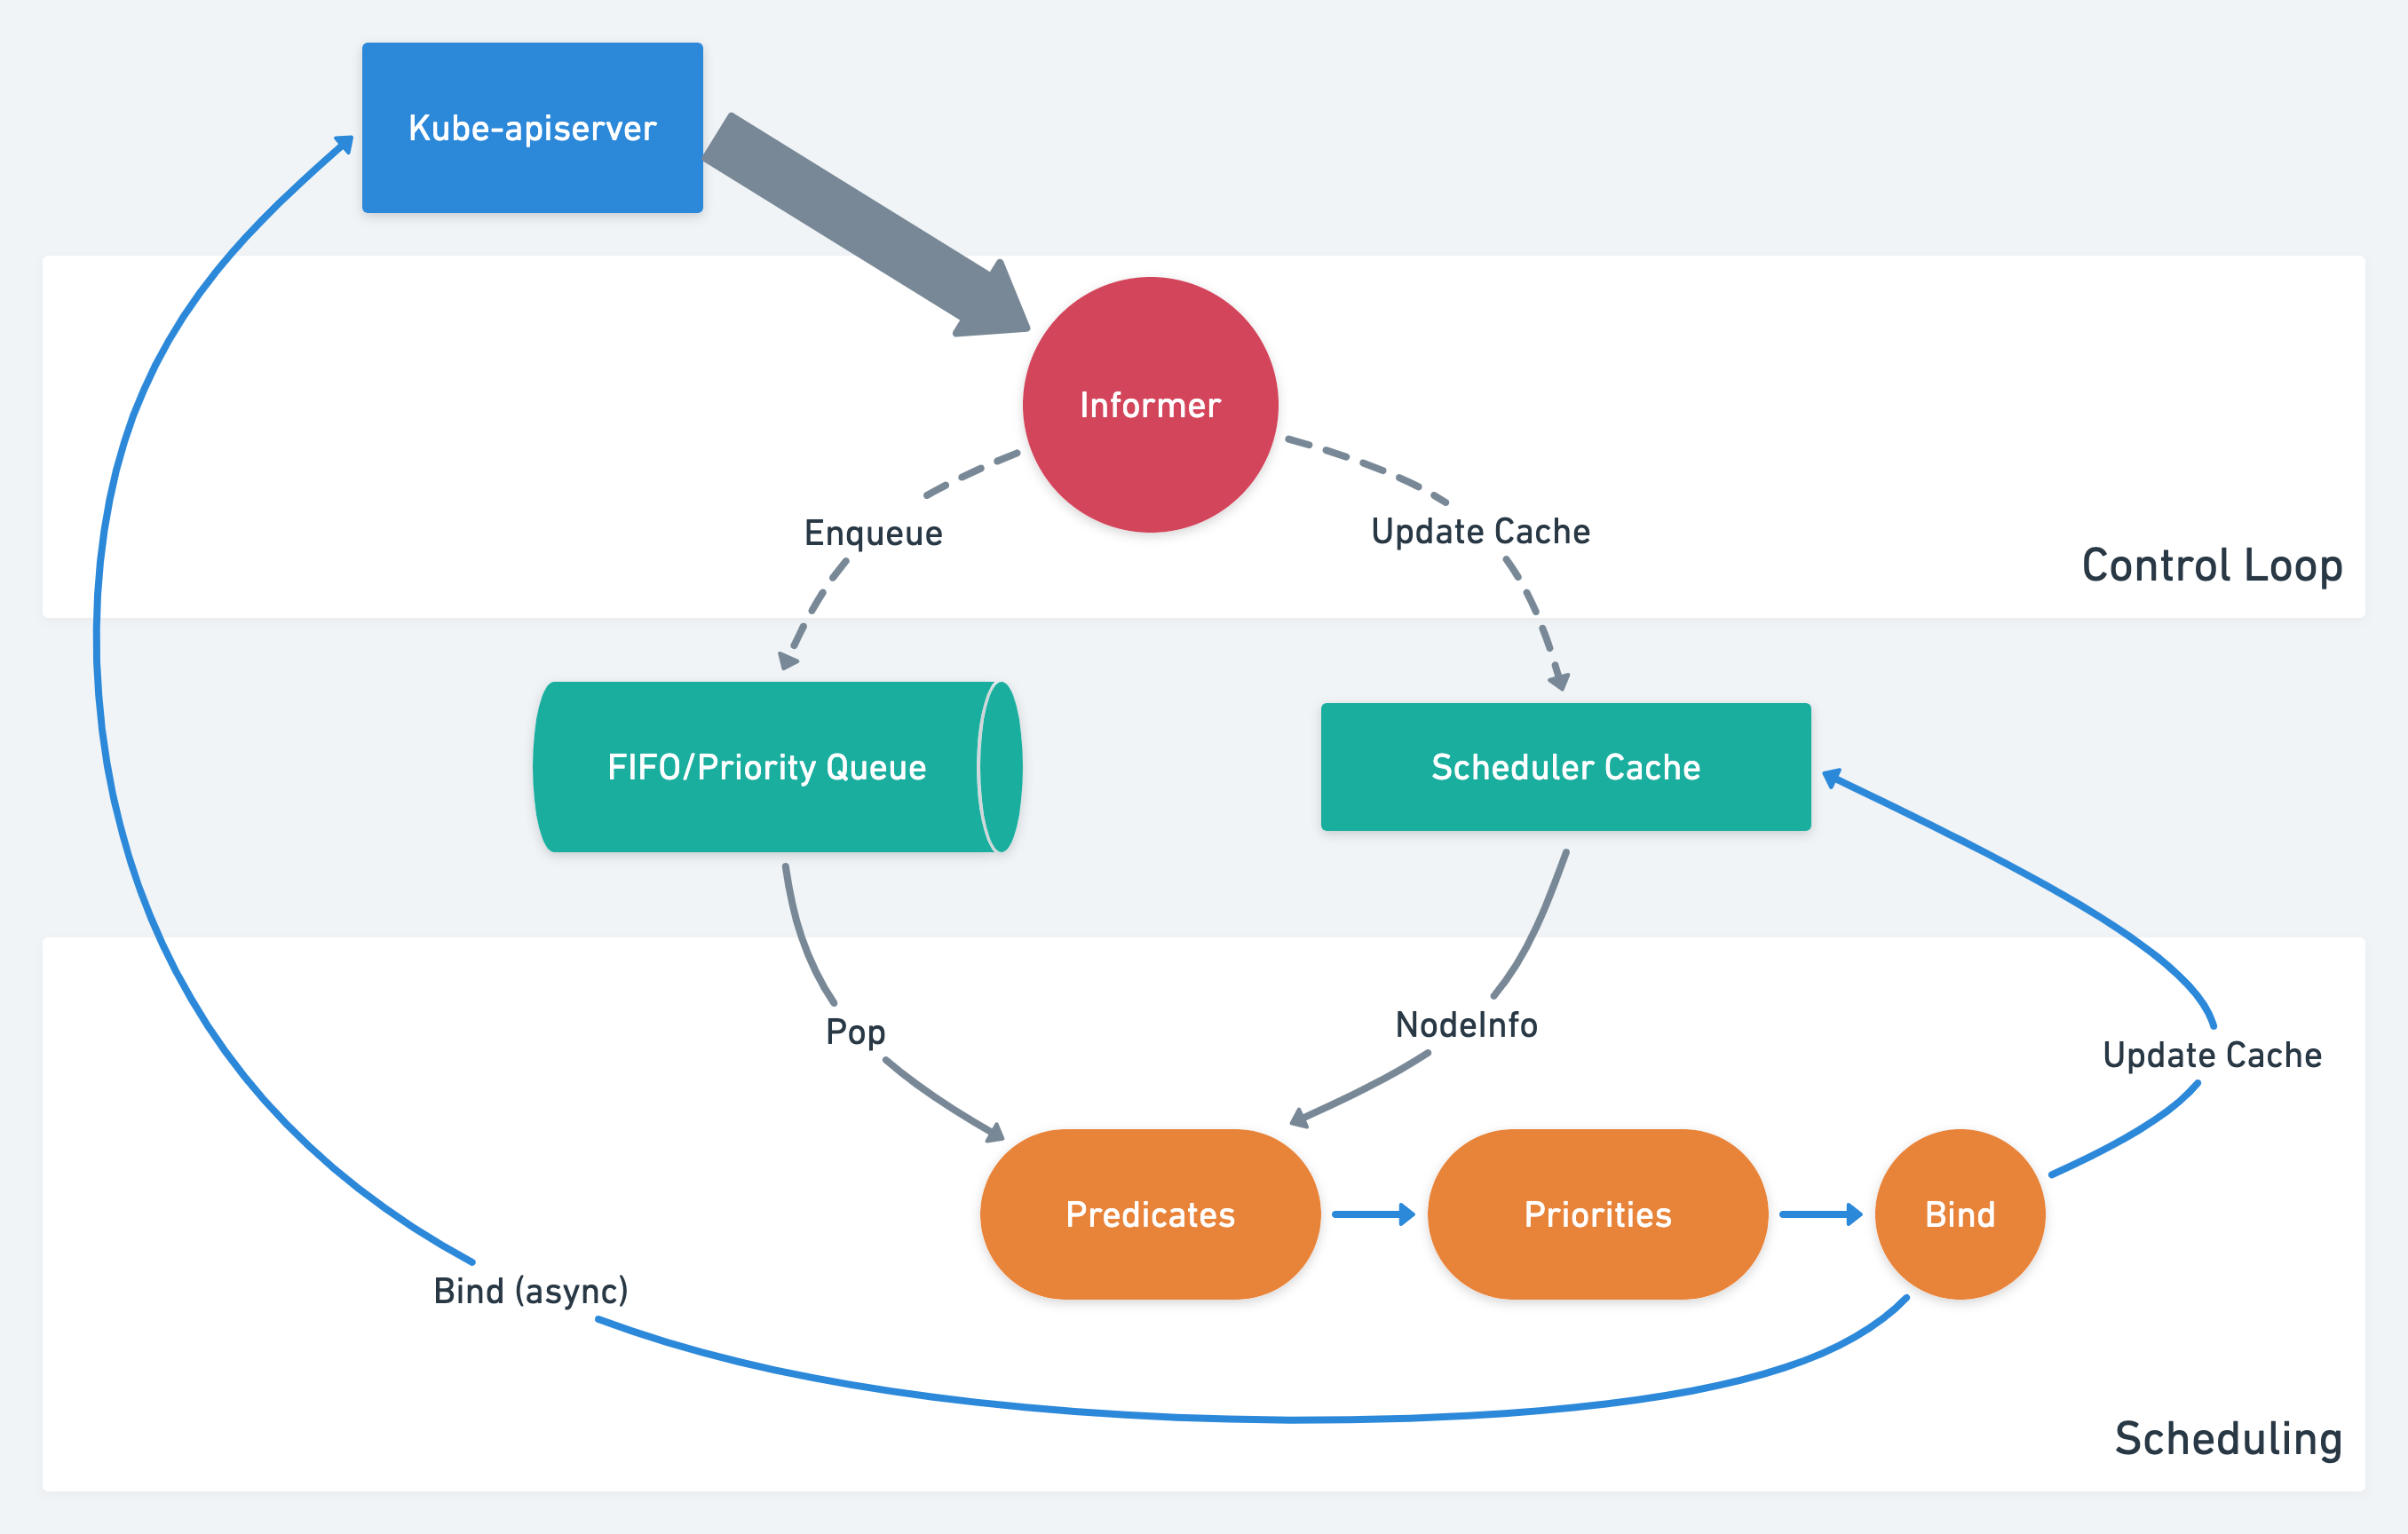 Kube-apiserver
Informer
Enqueue
Update Cache
Control Loop
FIFO/Priority Queue
Scheduler Cache
Pop
NodeInfo
Update Cache
Predicates
Priorities
Bind
Bind (async)
Scheduling